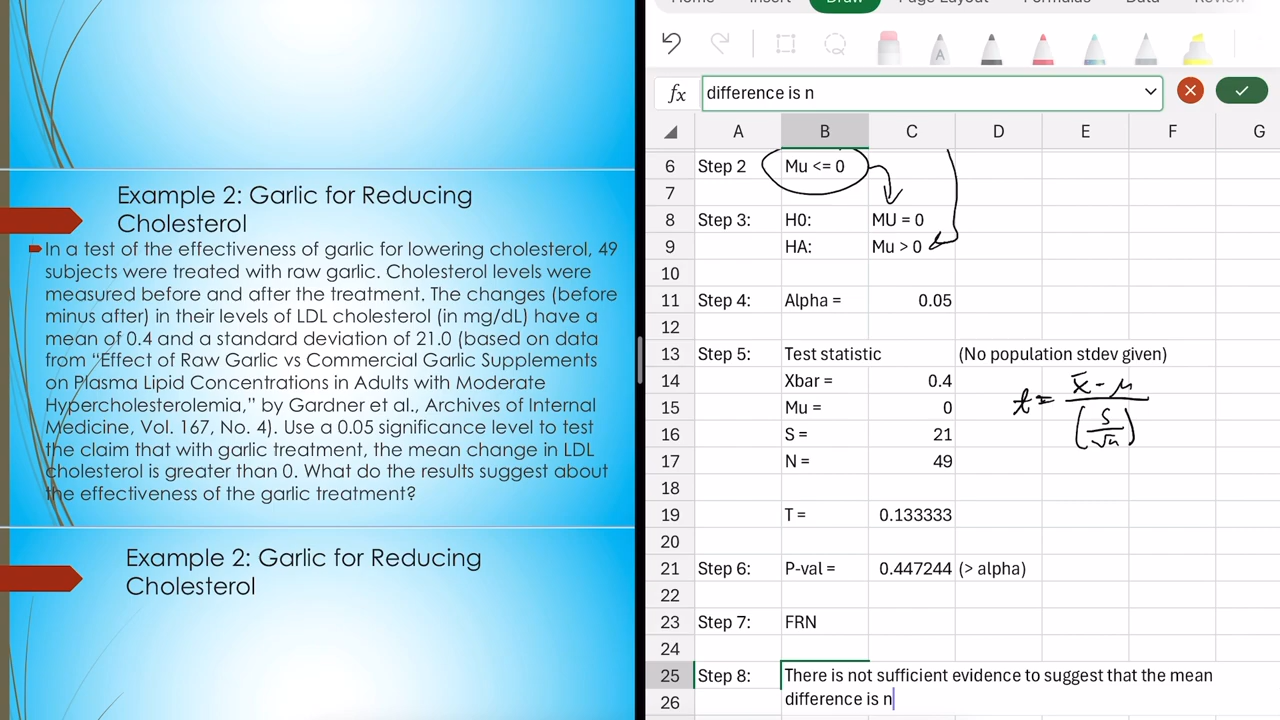 Example 2: Garlic for Reducing
Cholesterol
In a test of the effectiveness of garlic for lowering cholesterol, 49
subjects were treated with raw garlic. Cholesterol levels were
measured before and after the treatment. The changes (before
minus after) in their levels of LDL cholesterol (in mg/dL) have a
mean of 0.4 and a standard deviation of 21.0 (based on data
from “Effect of Raw Garlic vs Commercial Garlic Supplements
on Plasma Lipid Concentrations in Adults with Moderate
Hypercholesterolemia,” by Gardner et al., Archives of Internal
Medicine, Vol. 167, No. 4). Use a 0.05 significance level to test
the claim that with garlic treatment, the mean change in LDL
cholesterol is greater than 0. What do the results suggest about
the effectiveness of the garlic treatment?
Example 2: Garlic for Reducing
Cholesterol
Home Insert Draw Page Layout Formulas Data Review
fx difference is n
A B C D E F G
6 Step 2 Mu <= 0
7
8 Step 3: H0: MU = 0
9 HA: Mu > 0
10
11 Step 4: Alpha = 0.05
12
13 Step 5: Test statistic (No population stdev given)
14 Xbar = 0.4
15 Mu = 0
16 S = 21
17 N = 49
t = x̄ - μ / (s / √n)
18
19 T = 0.133333
20
21 Step 6: P-val = 0.447244 (> alpha)
22
23 Step 7: FRN
24
25 Step 8: There is not sufficient evidence to suggest that the mean
26 difference is n